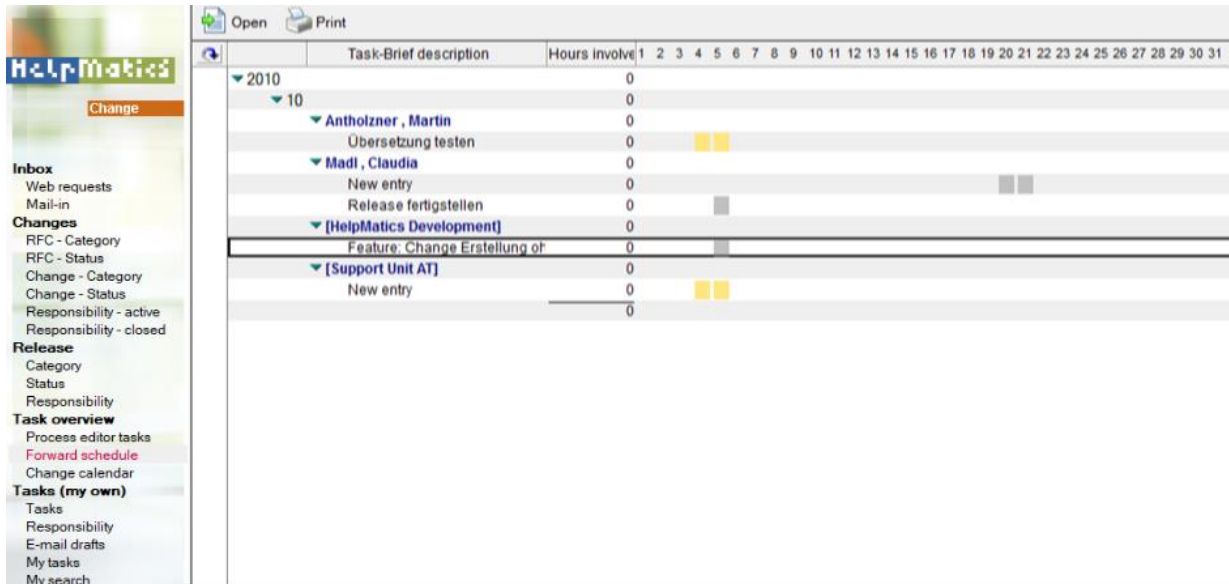 Open Print
HelpMatics
Change
Task-Brief description Hours involve 1 2 3 4 5 6 7 8 9 10 11 12 13 14 15 16 17 18 19 20 21 22 23 24 25 26 27 28 29 30 31
2010 0
10 0
Antholzner , Martin 0
Übersetzung testen 0
Madl , Claudia 0
New entry 0
Release fertigstellen 0
[HelpMatics Development] 0
Feature: Change Erstellung oh 0
[Support Unit AT] 0
New entry 0
0
Inbox
Web requests
Mail-in
Changes
RFC - Category
RFC - Status
Change - Category
Change - Status
Responsibility - active
Responsibility - closed
Release
Category
Status
Responsibility
Task overview
Process editor tasks
Forward schedule
Change calendar
Tasks (my own)
Tasks
Responsibility
E-mail drafts
My tasks
My search